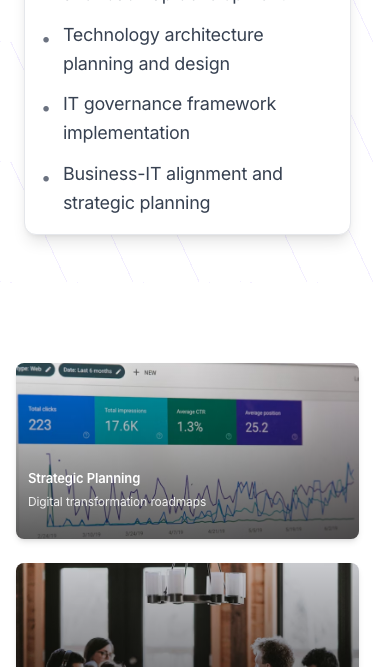 Technology architecture
planning and design
IT governance framework
implementation
Business-IT alignment and
strategic planning
Type: Web
Date: Last 6 months
+ NEW
Total clicks
Total Impressions
Average CTR
Average position
223
17.6K
1.3%
25.2
Strategic Planning
Digital transformation roadmaps